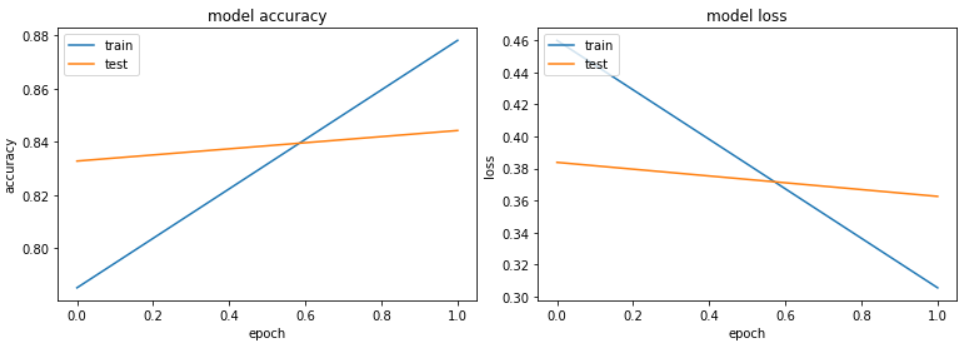 model accuracy
train
test
0.88
0.86
0.84
0.82
0.80
accuracy
0.0 0.2 0.4 0.6 0.8 1.0
epoch
model loss
train
test
0.46
0.44
0.42
0.40
0.38
0.36
0.34
0.32
0.30
loss
0.0 0.2 0.4 0.6 0.8 1.0
epoch